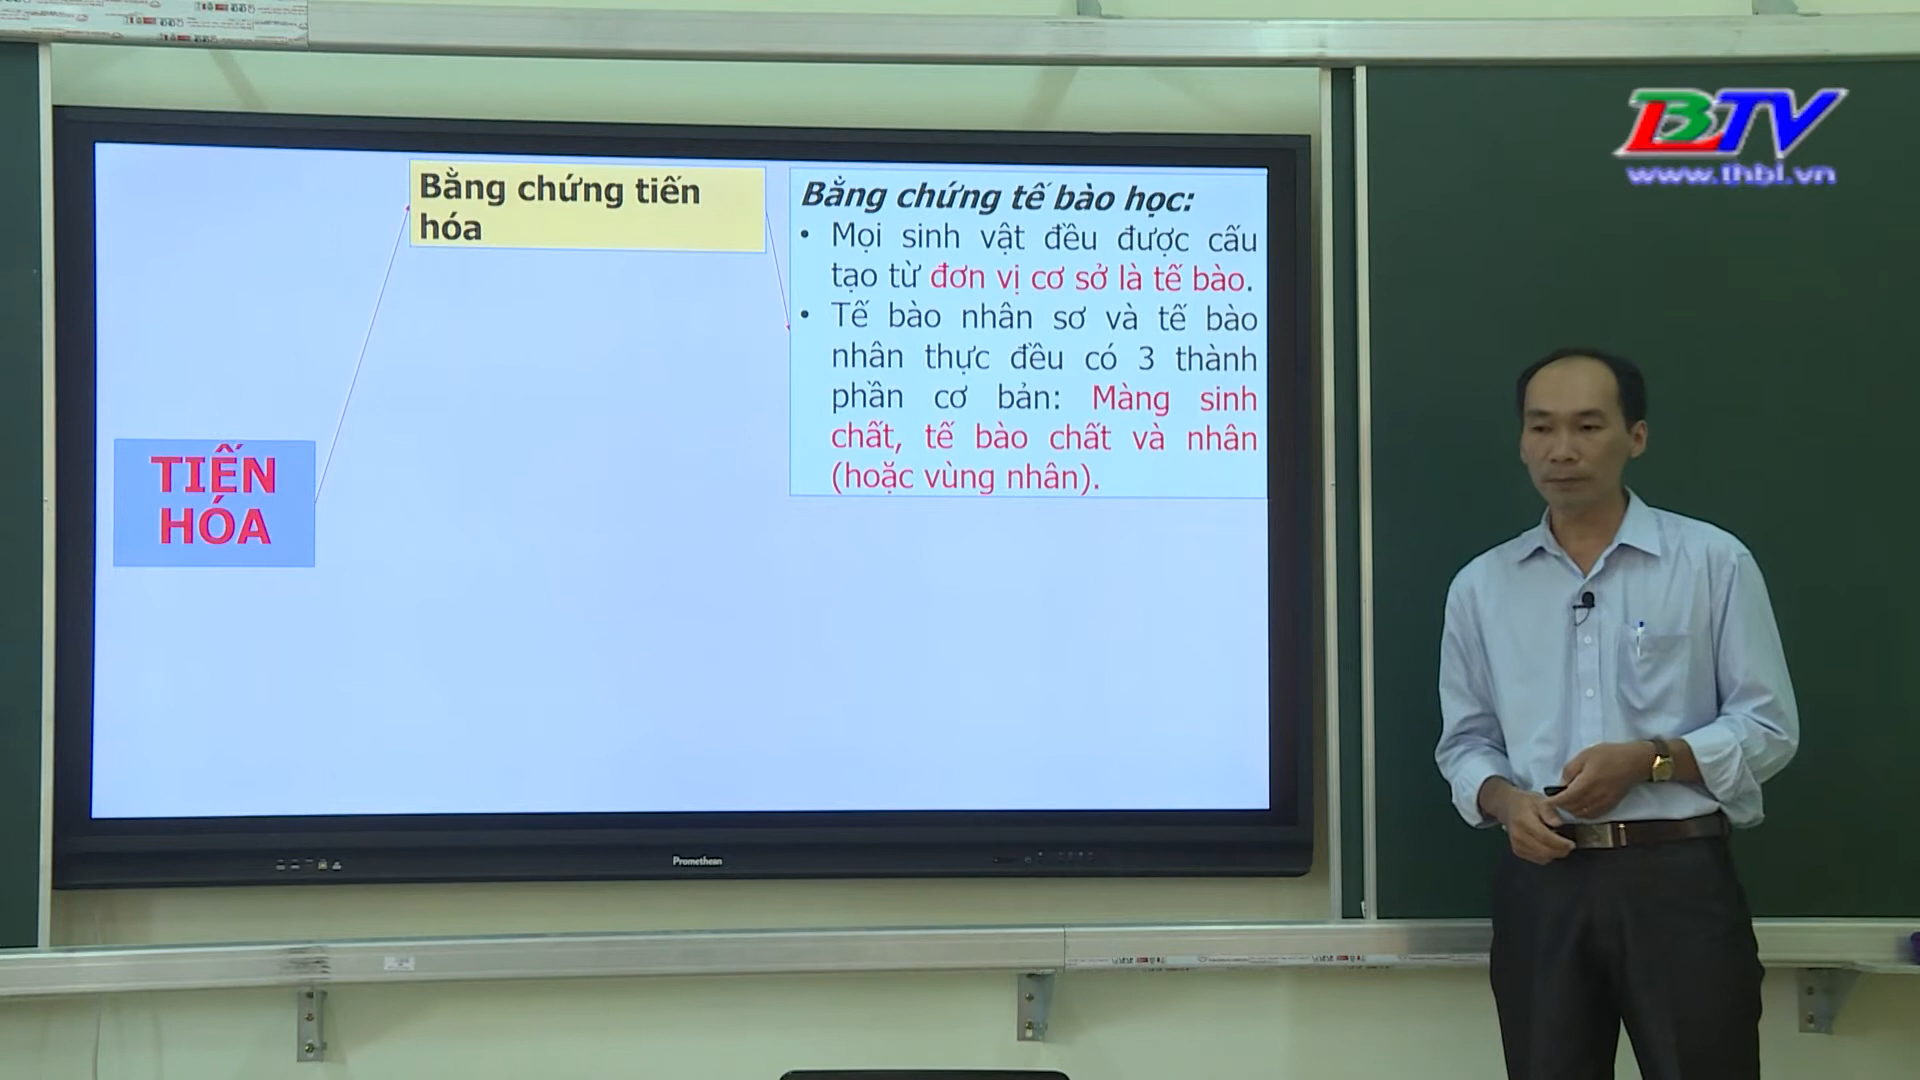 BTV
www.thbt.vn
Bằng chứng tiến
hóa
Bằng chứng tế bào học:
• Mọi sinh vật đều được cấu
tạo từ đơn vị cơ sở là tế bào.
• Tế bào nhân sơ và tế bào
nhân thực đều có 3 thành
phần cơ bản: Màng sinh
chất, tế bào chất và nhân
(hoặc vùng nhân).
TIẾN
HÓA
Promethean